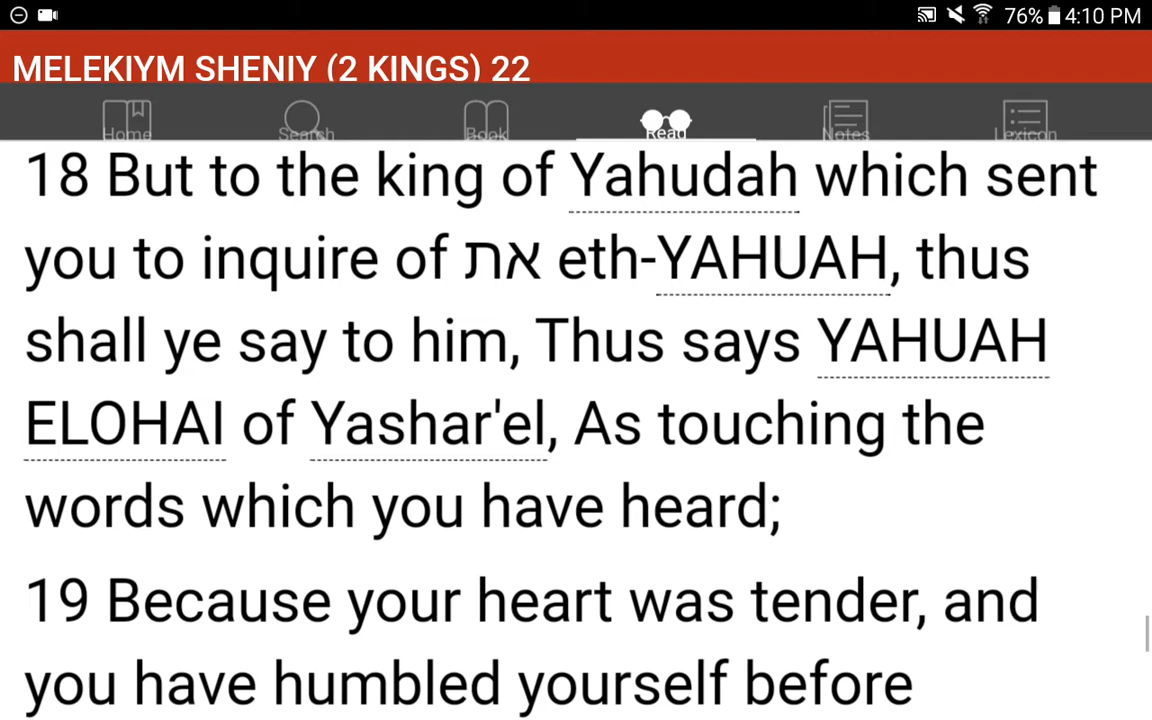 76% 4:10 PM
MELEKIYM SHENIY (2 KINGS) 22
Home Search Book Read Notes Lexicon
18 But to the king of Yahudah which sent
you to inquire of את eth-YAHUAH, thus
shall ye say to him, Thus says YAHUAH
ELOHAI of Yashar'el, As touching the
words which you have heard;
19 Because your heart was tender, and
you have humbled yourself before